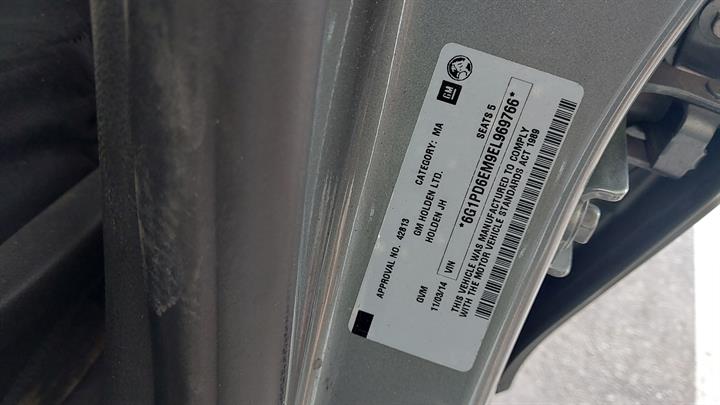 GM
APPROVAL NO. 42813 CATEGORY: MA
GM HOLDEN LTD.
HOLDEN JH
GVM SEATS 5
11/03/14 VIN *6G1PD6EM9EL969766*
THIS VEHICLE WAS MANUFACTURED TO COMPLY
WITH THE MOTOR VEHICLE STANDARDS ACT 1989